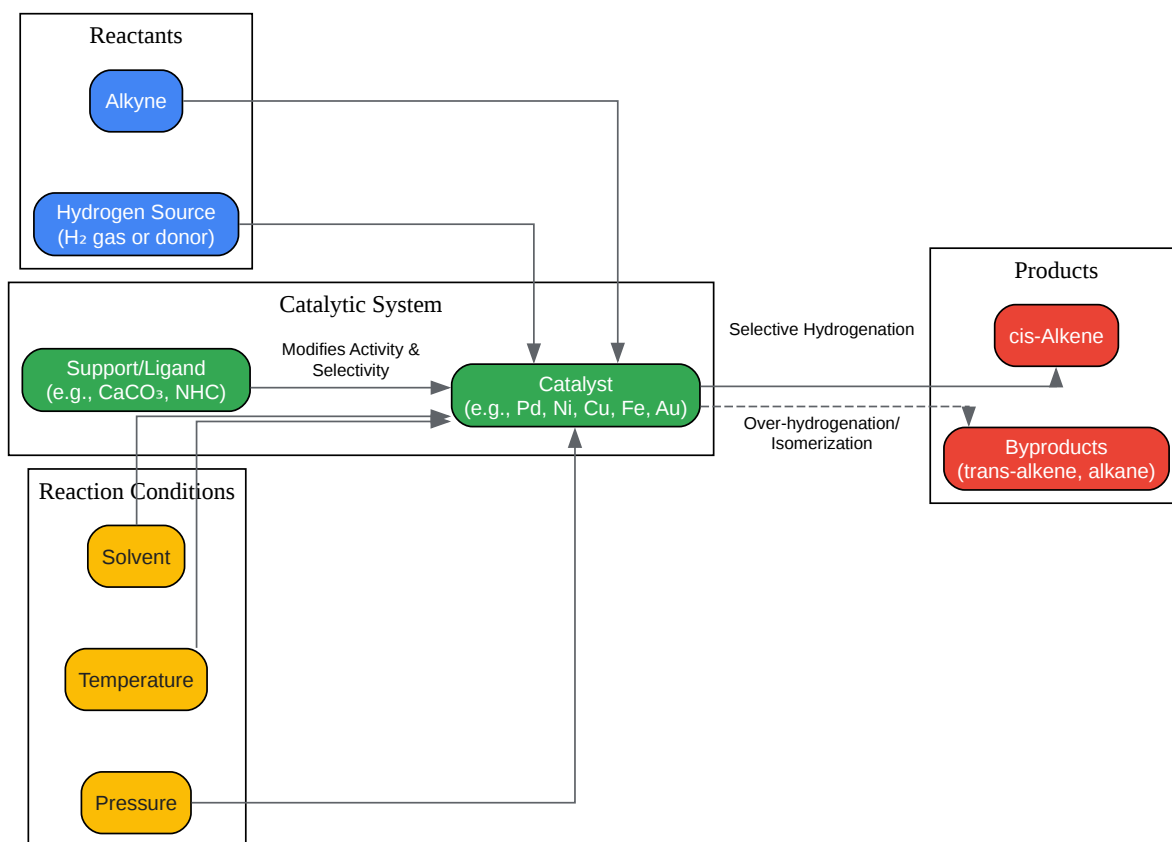 Reactants
Alkyne
Hydrogen Source
(H₂ gas or donor)
Catalytic System
Support/Ligand
(e.g., CaCO₃, NHC)
Modifies Activity &
Selectivity
Catalyst
(e.g., Pd, Ni, Cu, Fe, Au)
Selective Hydrogenation
Over-hydrogenation/
Isomerization
Products
cis-Alkene
Byproducts
(trans-alkene, alkane)
Reaction Conditions
Solvent
Temperature
Pressure